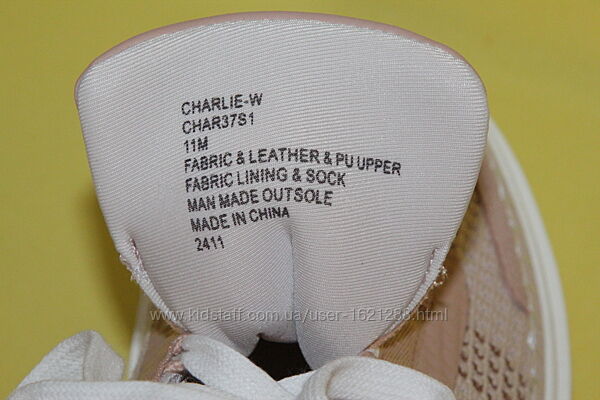 CHARLIE-W
CHAR37S1
11M
FABRIC & LEATHER & PU UPPER
FABRIC LINING & SOCK
MAN MADE OUTSOLE
MADE IN CHINA
2411
www.kidstaff.com.ua/user-1621288.html